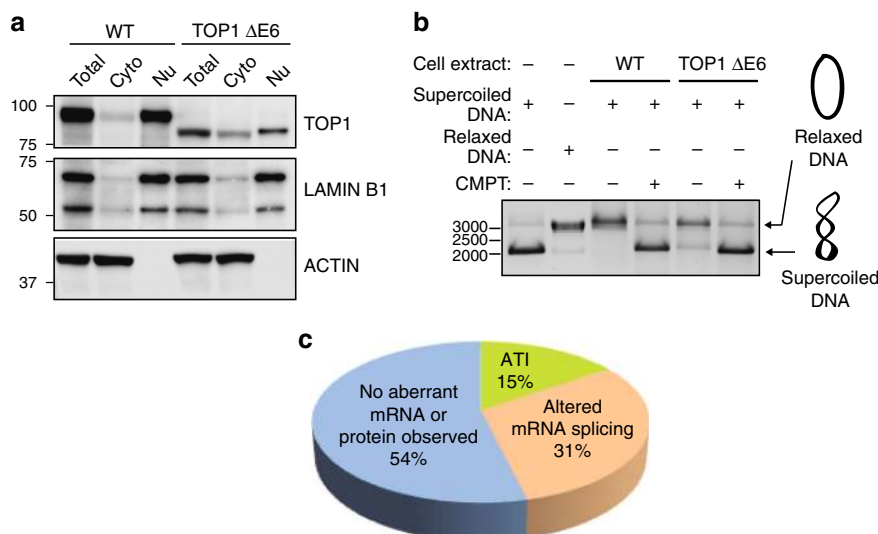 a
WT TOP1 ΔE6
Total Cyto Nu Total Cyto Nu
100
75
TOP1
75
50
LAMIN B1
37
ACTIN
b
Cell extract: – – WT TOP1 ΔE6
Supercoiled
DNA: + – + + + +
Relaxed
DNA: +
CMPT: – – – + – +
3000
2500
2000
Relaxed
DNA
Supercoiled
DNA
c
ATI
15%
Altered
mRNA splicing
31%
No aberrant
mRNA or
protein observed
54%